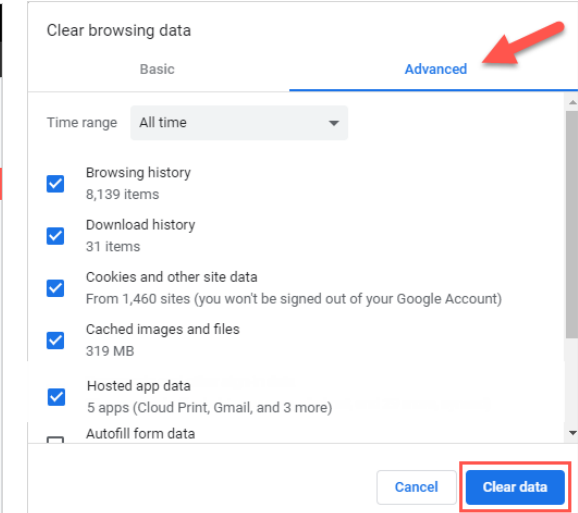 Clear browsing data
Basic
Advanced
Time range
All time
Browsing history
8,139 items
Download history
31 items
Cookies and other site data
From 1,460 sites (you won't be signed out of your Google Account)
Cached images and files
319 MB
Hosted app data
5 apps (Cloud Print, Gmail, and 3 more)
Autofill form data
Cancel
Clear data